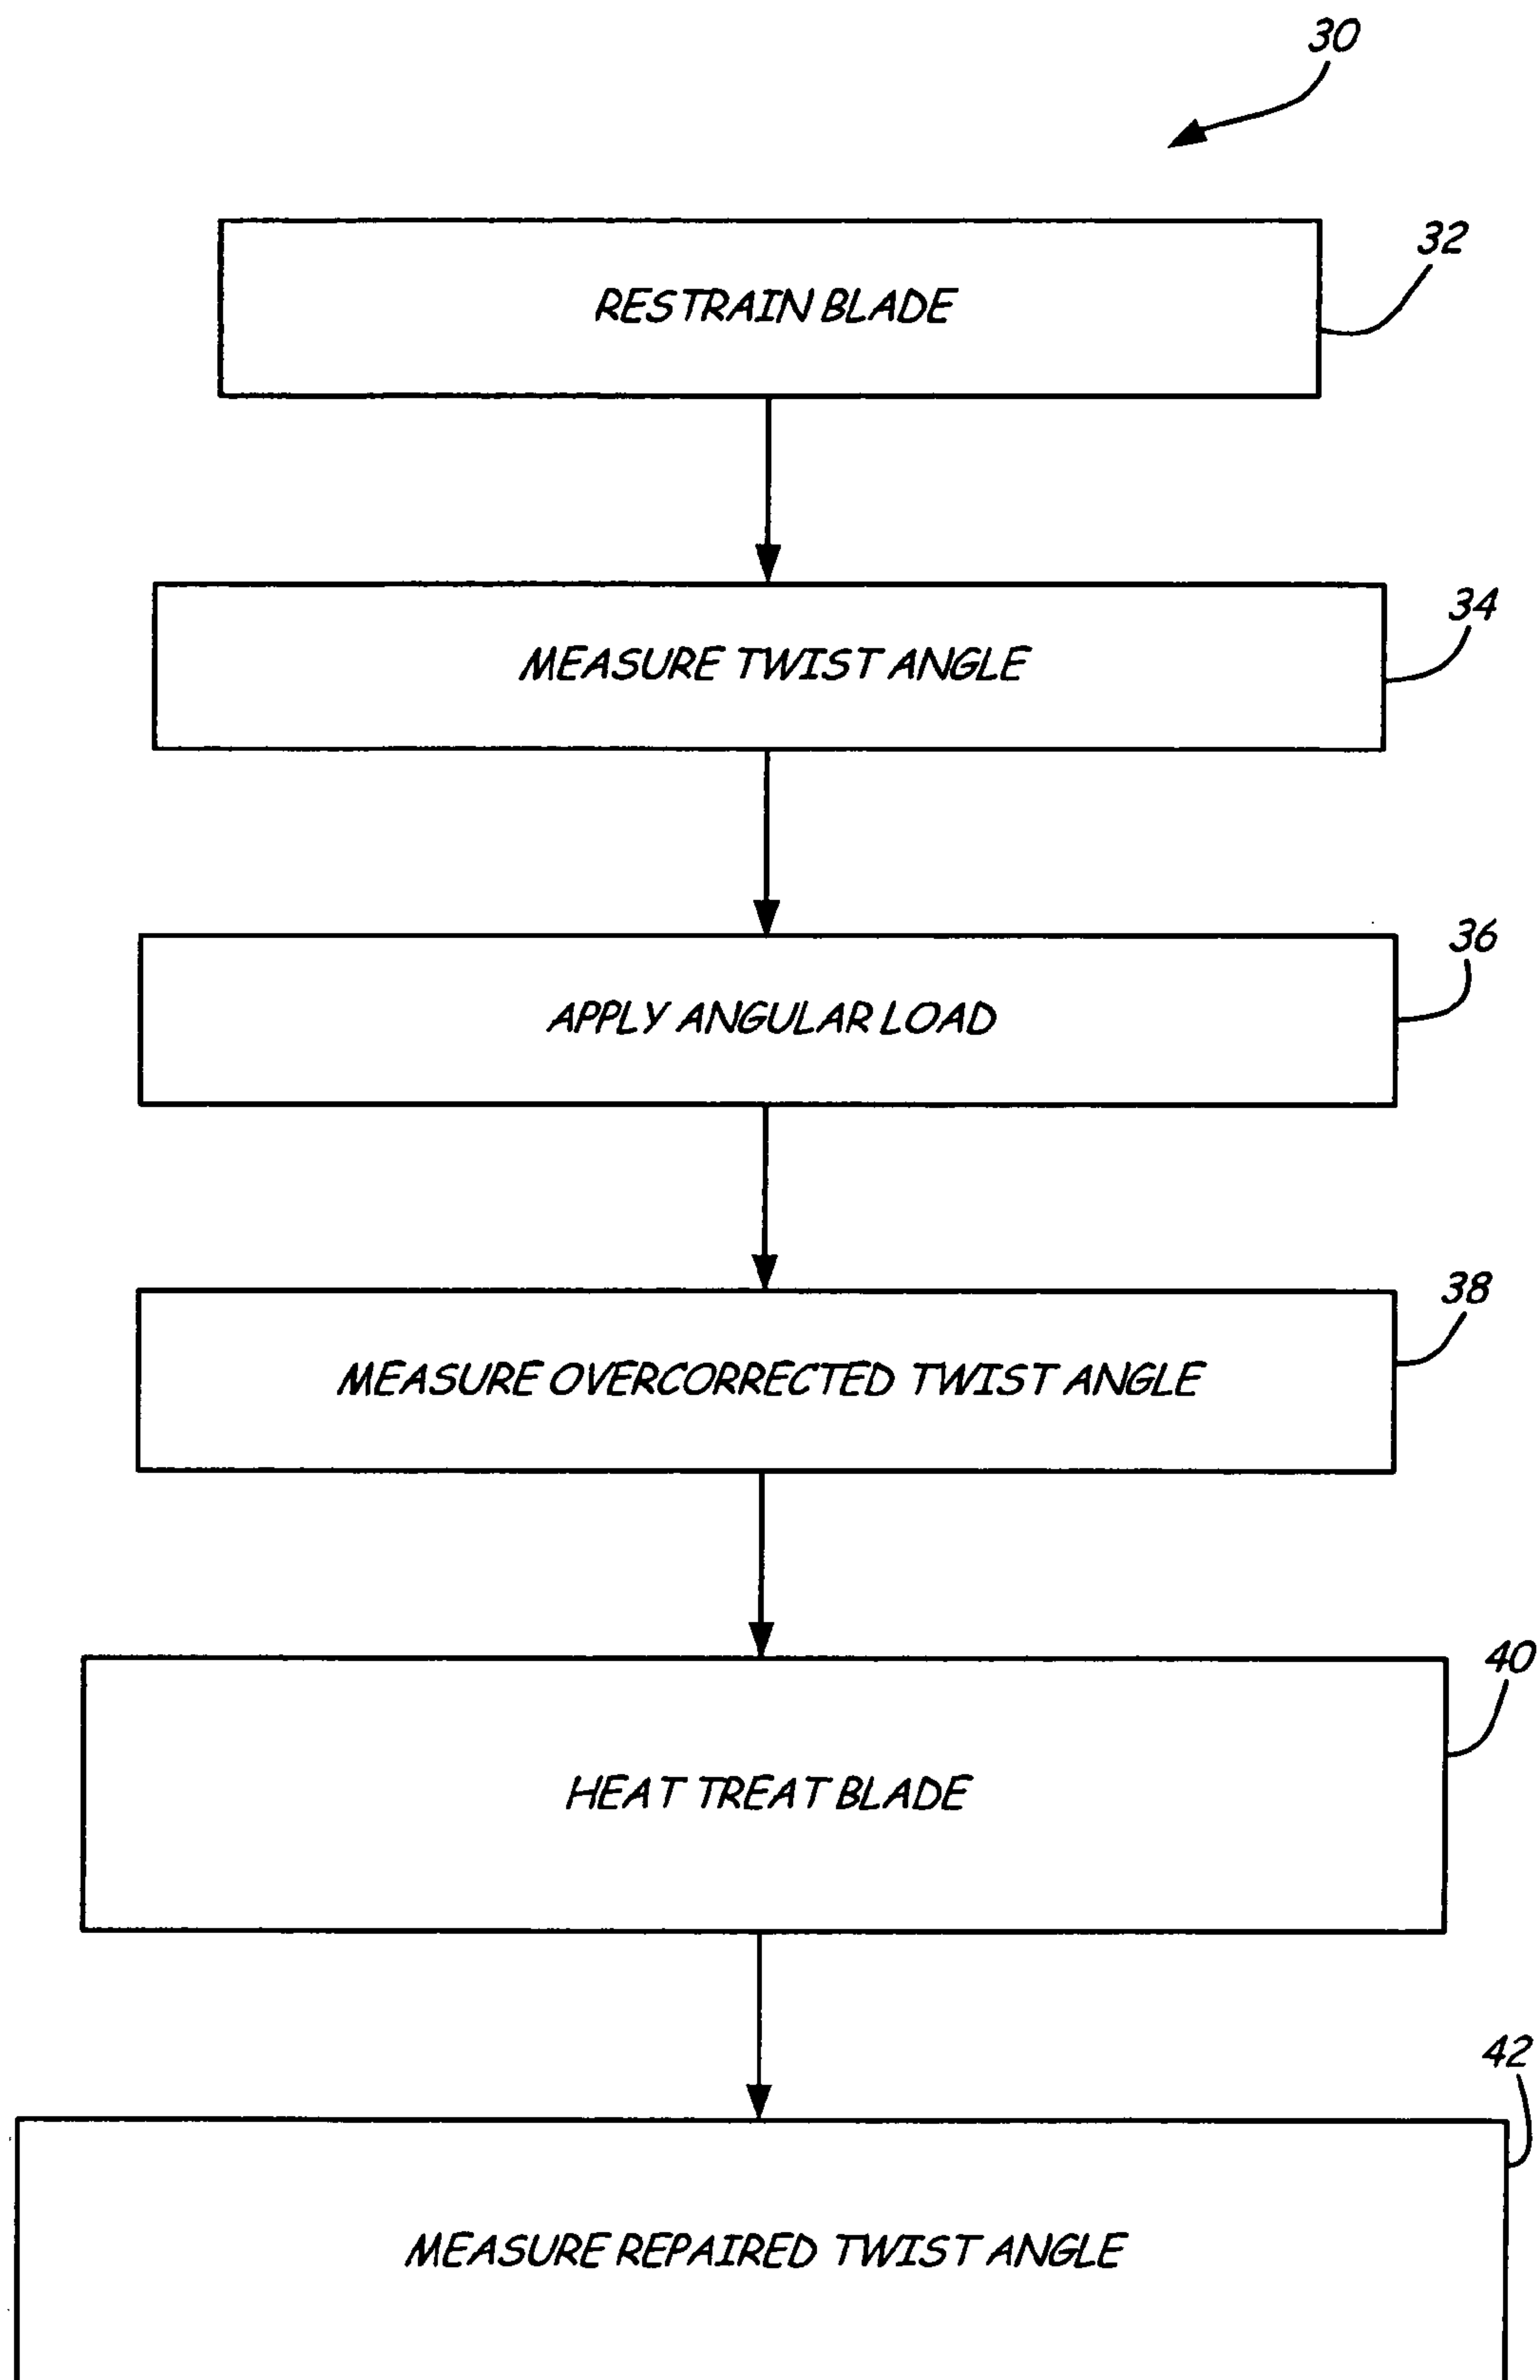 30
RESTRAIN BLADE
32
MEASURE TWIST ANGLE
34
APPLY ANGULAR LOAD
36
MEASURE OVERCORRECTED TWIST ANGLE
38
HEAT TREAT BLADE
40
MEASURE REPAIRED TWIST ANGLE
42